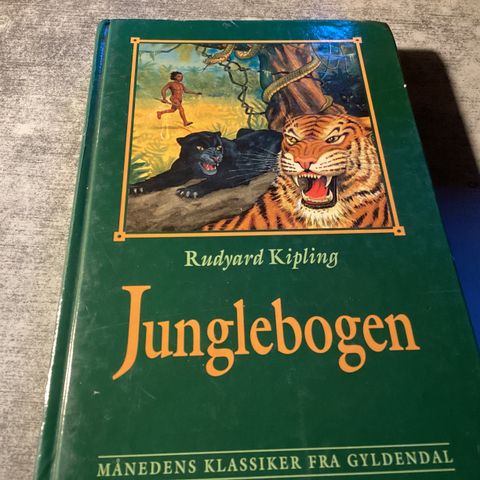 Rudyard Kipling
Junglebogen
MÅNEDENS KLASSIKER FRA GYLDENDAL